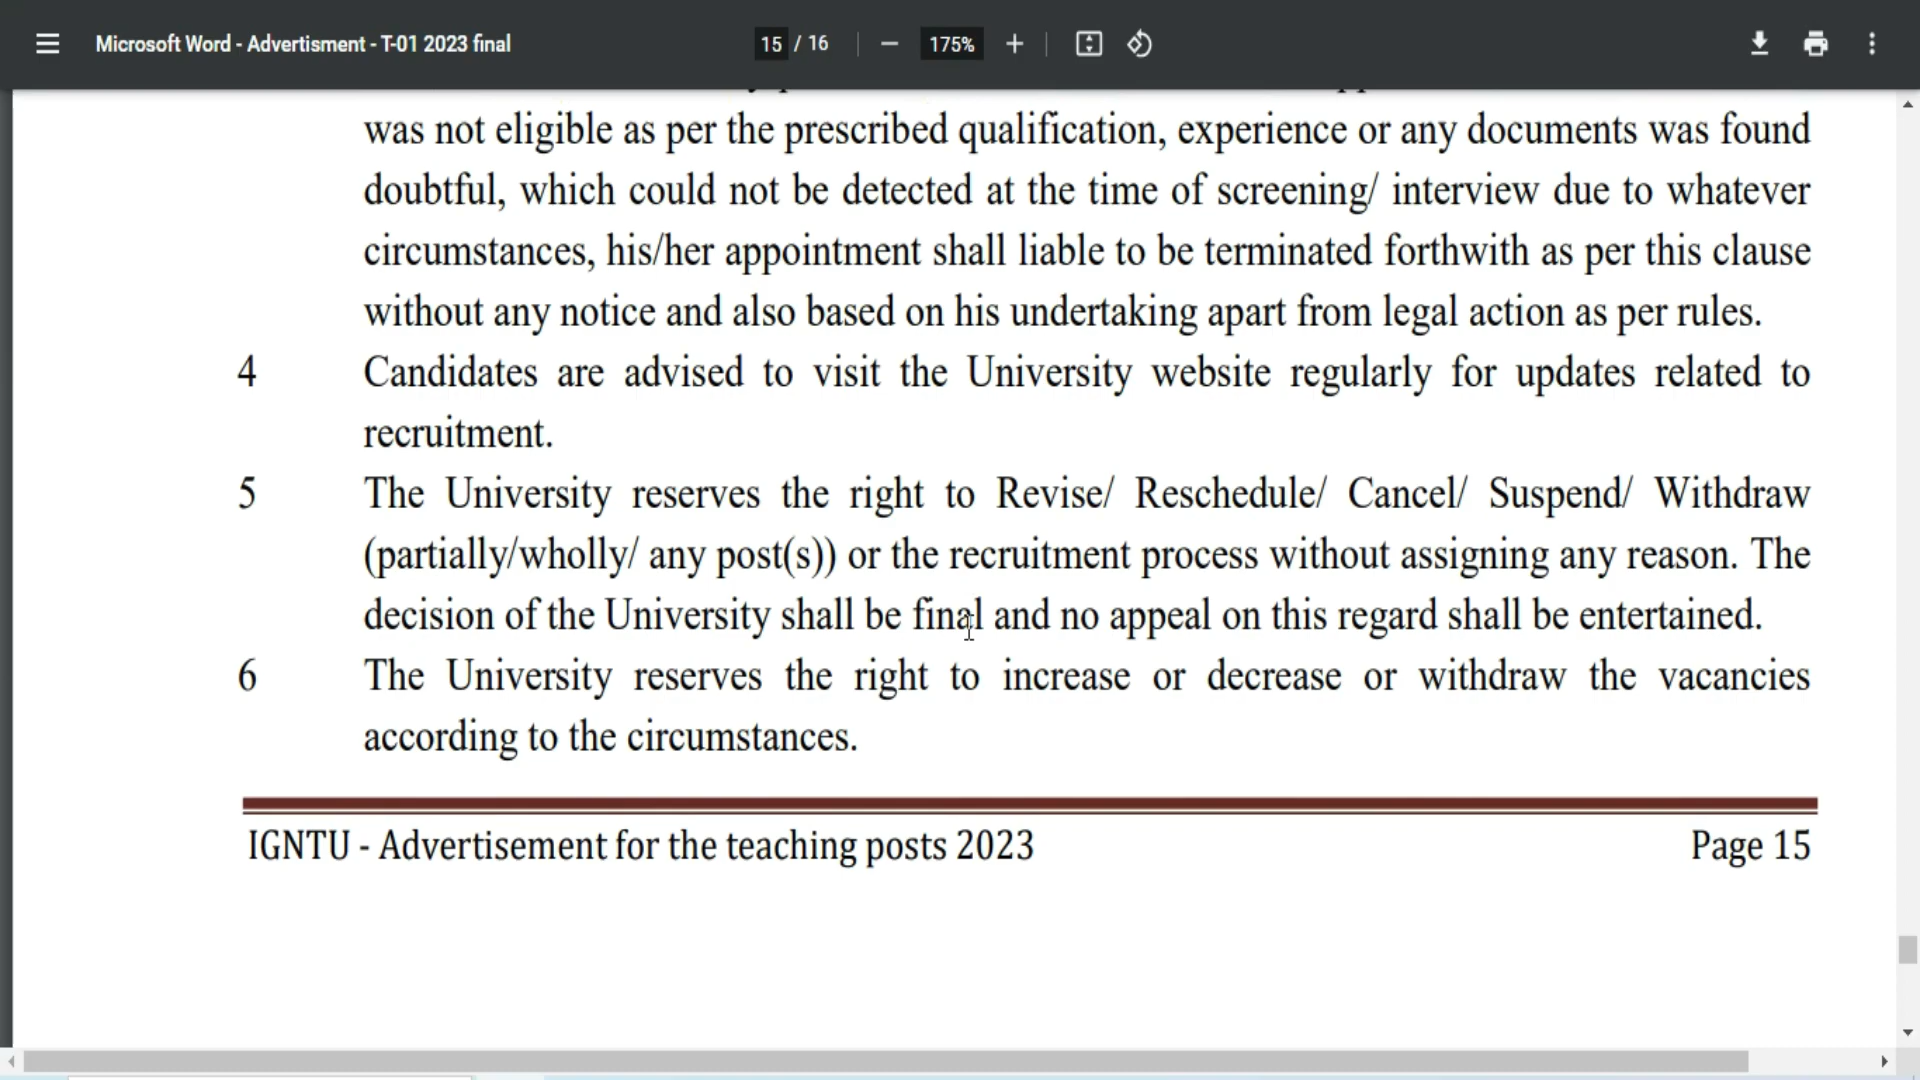 Microsoft Word - Advertisment - T-01 2023 final
15 / 16
175%
was not eligible as per the prescribed qualification, experience or any documents was found
doubtful, which could not be detected at the time of screening/ interview due to whatever
circumstances, his/her appointment shall liable to be terminated forthwith as per this clause
without any notice and also based on his undertaking apart from legal action as per rules.
4 Candidates are advised to visit the University website regularly for updates related to
recruitment.
5 The University reserves the right to Revise/ Reschedule/ Cancel/ Suspend/ Withdraw
(partially/wholly/ any post(s)) or the recruitment process without assigning any reason. The
decision of the University shall be final and no appeal on this regard shall be entertained.
6 The University reserves the right to increase or decrease or withdraw the vacancies
according to the circumstances.
IGNTU - Advertisement for the teaching posts 2023 Page 15